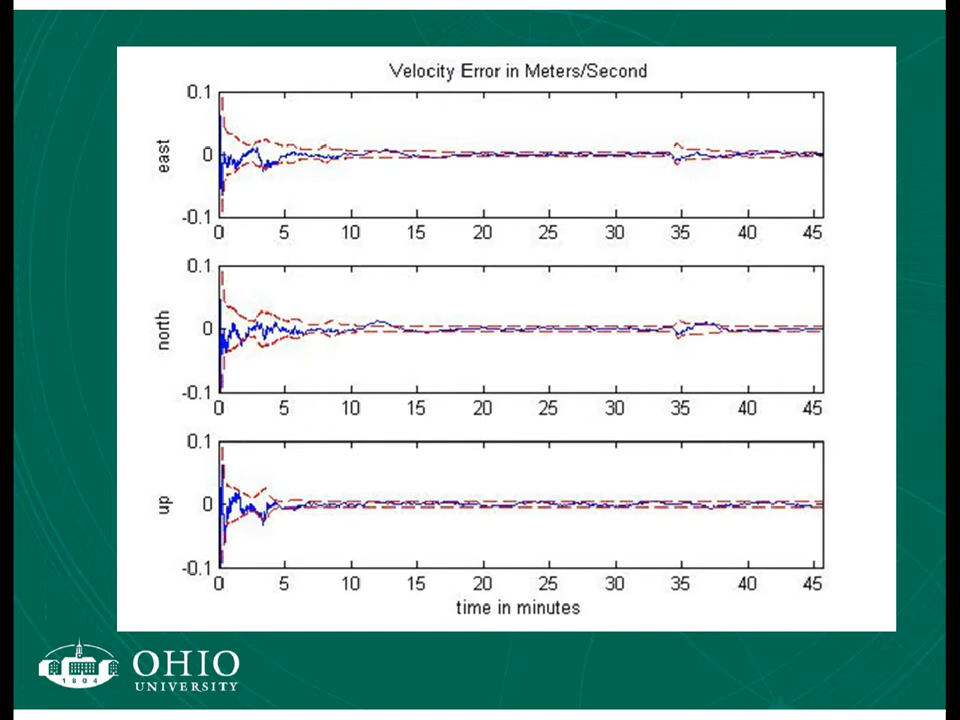 Velocity Error in Meters/Second
0.1
east
0
-0.1
0 5 10 15 20 25 30 35 40 45
0.1
north
0
-0.1
0 5 10 15 20 25 30 35 40 45
0.1
up
0
-0.1
0 5 10 15 20 25 30 35 40 45
time in minutes
1804
OHIO
UNIVERSITY